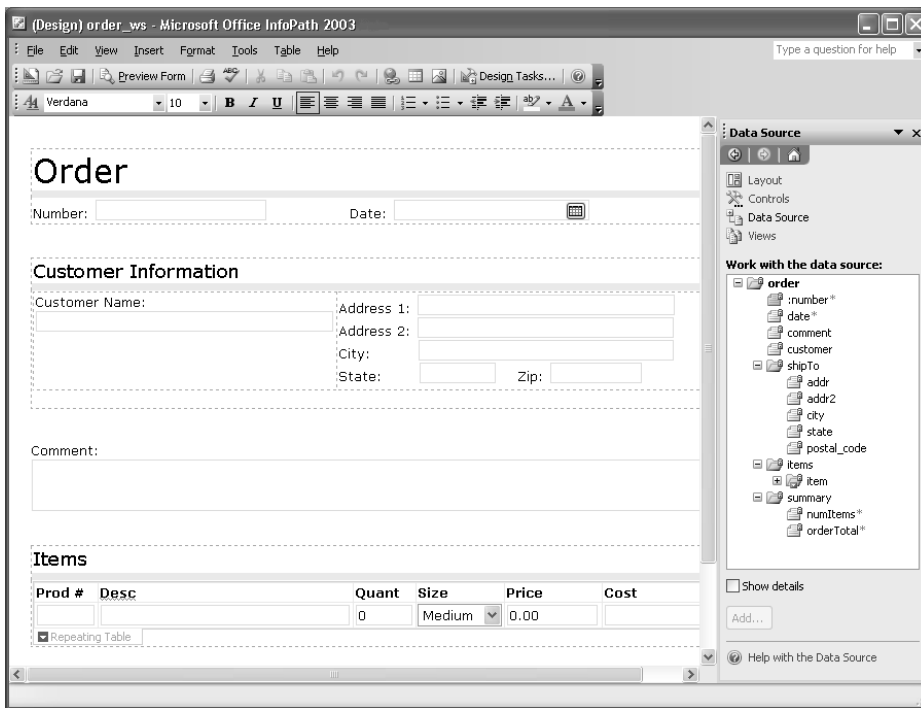 (Design) order_ws - Microsoft Office InfoPath 2003
File Edit View Insert Format Tools Table Help
Type a question for help
Preview Form ABC Design Tasks...
Verdana 10 B I U ab A
Data Source
Layout
Controls
Data Source
Views
Work with the data source:
order
:number*
date*
comment
customer
shipTo
addr
addr2
city
state
postal_code
items
item
summary
numItems*
orderTotal*
Show details
Add...
Help with the Data Source
Order
Number: Date:
Customer Information
Customer Name: Address 1:
Address 2:
City:
State: Zip:
Comment:
Items
Prod # Desc Quant Size Price Cost
0 Medium 0.00
Repeating Table